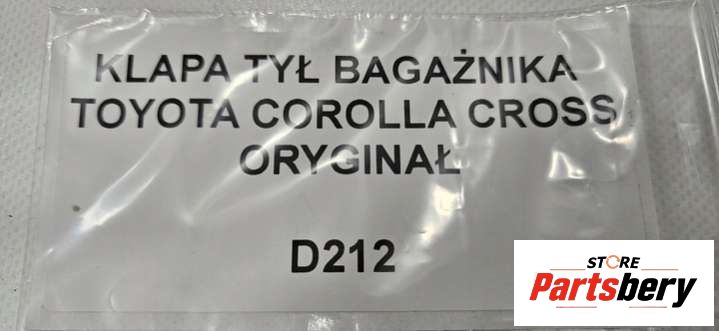 KLAPA TYŁ BAGAŻNIKA
TOYOTA COROLLA CROSS
ORYGINAŁ
D212
STORE
Partsbery